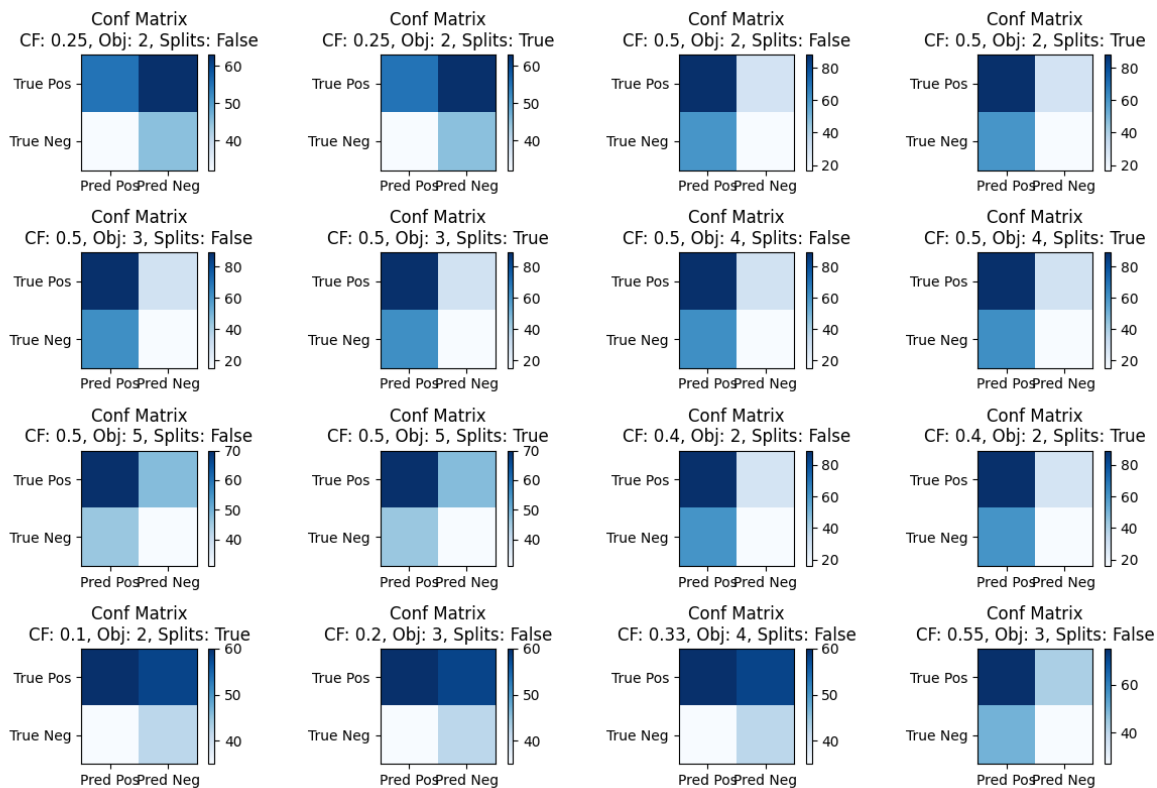 Conf Matrix
CF: 0.25, Obj: 2, Splits: False
True Pos
True Neg
Pred Pos Pred Neg
60
50
40
Conf Matrix
CF: 0.25, Obj: 2, Splits: True
True Pos
True Neg
Pred Pos Pred Neg
60
50
40
Conf Matrix
CF: 0.5, Obj: 2, Splits: False
True Pos
True Neg
Pred Pos Pred Neg
80
60
40
20
Conf Matrix
CF: 0.5, Obj: 2, Splits: True
True Pos
True Neg
Pred Pos Pred Neg
80
60
40
20
Conf Matrix
CF: 0.5, Obj: 3, Splits: False
True Pos
True Neg
Pred Pos Pred Neg
80
60
40
20
Conf Matrix
CF: 0.5, Obj: 3, Splits: True
True Pos
True Neg
Pred Pos Pred Neg
80
60
40
20
Conf Matrix
CF: 0.5, Obj: 4, Splits: False
True Pos
True Neg
Pred Pos Pred Neg
80
60
40
20
Conf Matrix
CF: 0.5, Obj: 4, Splits: True
True Pos
True Neg
Pred Pos Pred Neg
80
60
40
20
Conf Matrix
CF: 0.5, Obj: 5, Splits: False
True Pos
True Neg
Pred Pos Pred Neg
70
60
50
40
Conf Matrix
CF: 0.5, Obj: 5, Splits: True
True Pos
True Neg
Pred Pos Pred Neg
70
60
50
40
Conf Matrix
CF: 0.4, Obj: 2, Splits: False
True Pos
True Neg
Pred Pos Pred Neg
80
60
40
20
Conf Matrix
CF: 0.4, Obj: 2, Splits: True
True Pos
True Neg
Pred Pos Pred Neg
80
60
40
20
Conf Matrix
CF: 0.1, Obj: 2, Splits: True
True Pos
True Neg
Pred Pos Pred Neg
60
50
40
Conf Matrix
CF: 0.2, Obj: 3, Splits: False
True Pos
True Neg
Pred Pos Pred Neg
60
50
40
Conf Matrix
CF: 0.33, Obj: 4, Splits: False
True Pos
True Neg
Pred Pos Pred Neg
60
50
40
Conf Matrix
CF: 0.55, Obj: 3, Splits: False
True Pos
True Neg
Pred Pos Pred Neg
60
40